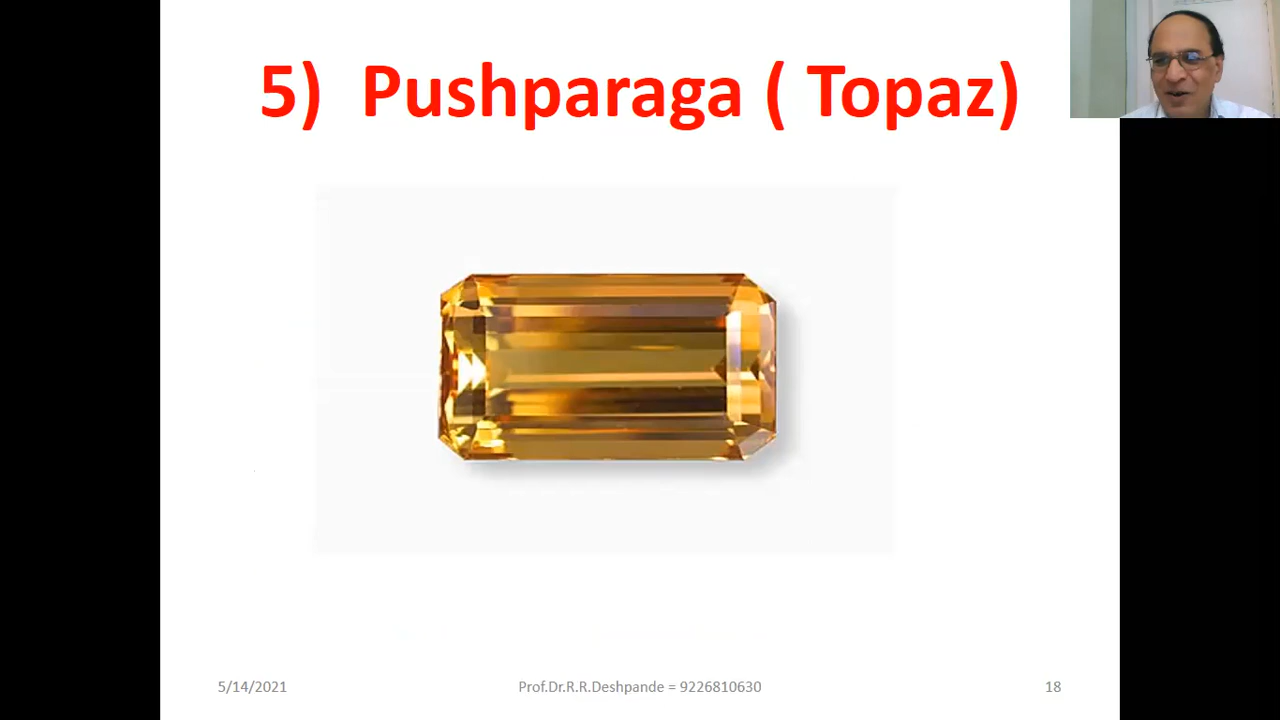 5) Pushparaga ( Topaz)
5/14/2021
Prof.Dr.R.R.Deshpande = 9226810630
18